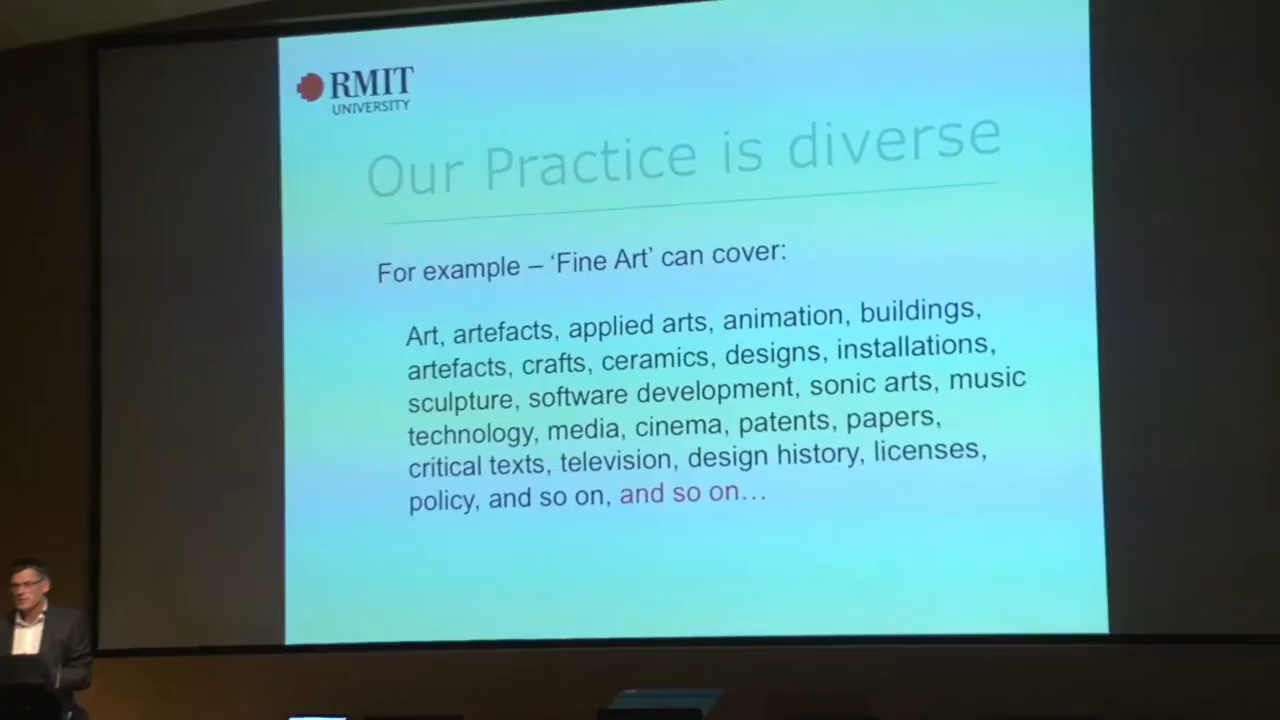 RMIT
UNIVERSITY
Our Practice is diverse
For example – ‘Fine Art’ can cover:
Art, artefacts, applied arts, animation, buildings,
artefacts, crafts, ceramics, designs, installations,
sculpture, software development, sonic arts, music
technology, media, cinema, patents, papers,
critical texts, television, design history, licenses,
policy, and so on, and so on…